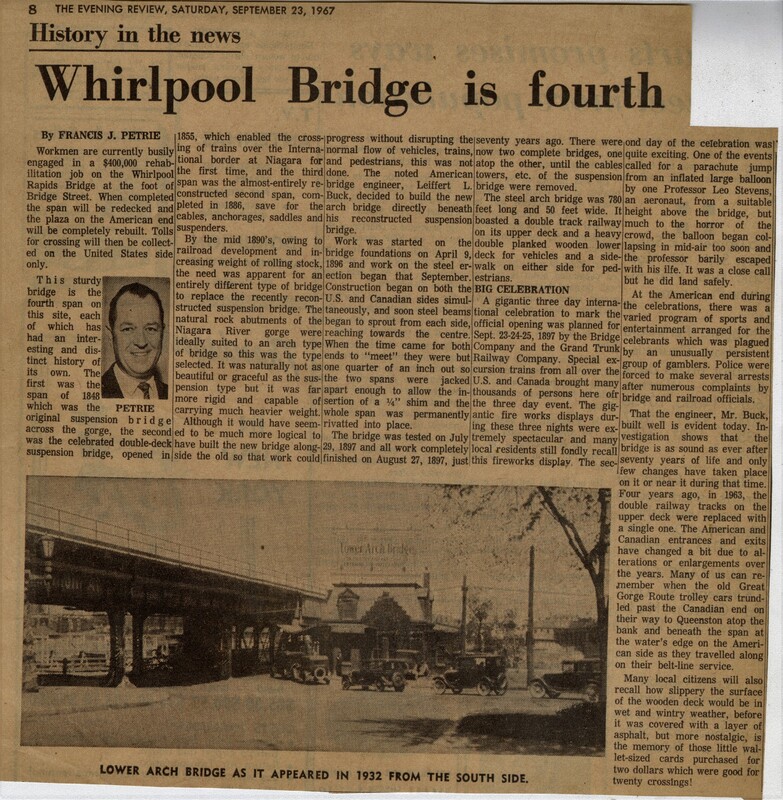 8 THE EVENING REVIEW, SATURDAY, SEPTEMBER 23, 1967
History in the news
Whirlpool Bridge is fourth
By FRANCIS J. PETRIE
Workmen are currently busily
engaged in a $400,000 rehab-
ilitation job on the Whirlpool
Rapids Bridge at the foot of
Bridge Street. When completed
the span will be redecked and
the plaza on the American end
will be completely rebuilt. Tolls
for crossing will then be collect-
ed on the United States side
only.
This sturdy
bridge is the
fourth span on
this site, each
of which has
had an inter-
esting and dis-
tinct history of
its own. The
first was the
span of 1848
which was the
PETRIE
original suspension bridge
across the gorge, the second
was the celebrated double-deck
suspension bridge, opened in
1855, which enabled the cross-
ing of trains over the Interna-
tional border at Niagara for
the first time, and the third
span was the almost-entirely re-
constructed second span, com-
pleted in 1886, save for the
cables, anchorages, saddles and
suspenders.
By the mid 1890's, owing to
railroad development and in-
creasing weight of rolling stock,
the need was apparent for an
entirely different type of bridge
to replace the recently recon-
structed suspension bridge. The
natural rock abutments of the
Niagara River gorge were
ideally suited to an arch type
of bridge so this was the type
selected. It was naturally not as
beautiful or graceful as the sus-
pension type but it was far
more rigid and capable of
carrying much heavier weight.
Although it would have seem-
ed to be much more logical to
have built the new bridge along-
side the old so that work could
progress without disrupting the
normal flow of vehicles, trains,
and pedestrians, this was not
done. The noted American
bridge engineer, Leiffert L.
Buck, decided to build the new
arch bridge directly beneath
his reconstructed suspension
bridge.
Work was started on the
bridge foundations on April 9,
1896 and work on the steel er-
ection began that September.
Construction began on both the
U.S. and Canadian sides simul-
taneously, and soon steel beams
began to sprout from each side,
reaching towards the centre.
When the time came for both
ends to "meet" they were but
one quarter of an inch out so
the two spans were jacked
apart enough to allow the in-
sertion of a ¼" shim and the
whole span was permanently
rivatted into place.
The bridge was tested on July
29, 1897 and all work completely
finished on August 27, 1897, just
seventy years ago. There were
now two complete bridges, one
atop the other, until the cables
towers, etc. of the suspension
bridge were removed.
The steel arch bridge was 780
feet long and 50 feet wide. It
boasted a double track railway
on its upper deck and a heavy
double planked wooden lower
deck for vehicles and a side-
walk on either side for ped-
estrians.
BIG CELEBRATION
A gigantic three day interna-
tional celebration to mark the
official opening was planned for
Sept. 23-24-25, 1897 by the Bridge
Company and the Grand Trunk
Railway Company. Special ex-
cursion trains from all over the
U.S. and Canada brought many
thousands of persons here for
the three day event. The gig-
antic fire works displays dur-
ing these three nights were ex-
tremely spectacular and many
local residents still fondly recall
this fireworks display. The sec-
ond day of the celebration was
quite exciting. One of the events
called for a parachute jump
from an inflated large balloon
by one Professor Leo Stevens,
an aeronaut, from a suitable
height above the bridge, but
much to the horror of the
crowd, the balloon began col-
lapsing in mid-air too soon and
the professor barily escaped
with his ilfe. It was a close call
but he did land safely.
At the American end during
the celebrations, there was a
varied program of sports and
entertainment arranged for the
celebrants which was plagued
by an unusually persistent
group of gamblers. Police were
forced to make several arrests
after numerous complaints by
bridge and railroad officials.
That the engineer, Mr. Buck,
built well is evident today. In-
vestigation shows that the
bridge is as sound as ever after
seventy years of life and only
few changes have taken place
on it or near it during that time.
Four years ago, in 1963, the
double railway tracks on the
upper deck were replaced with
a single one. The American and
Canadian entrances and exits
have changed a bit due to al-
terations or enlargements over
the years. Many of us can re-
member when the old Great
Gorge Route trolley cars trund-
led past the Canadian end on
their way to Queenston atop the
bank and beneath the span at
the water's edge on the Ameri-
can side as they travelled along
on their belt-line service.
Many local citizens will also
recall how slippery the surface
of the wooden deck would be in
wet and wintry weather, before
it was covered with a layer of
asphalt, but more nostalgic, is
the memory of those little wal-
let-sized cards purchased for
two dollars which were good for
twenty crossings!
Lower Arch Bridge
LOWER ARCH BRIDGE AS IT APPEARED IN 1932 FROM THE SOUTH SIDE.